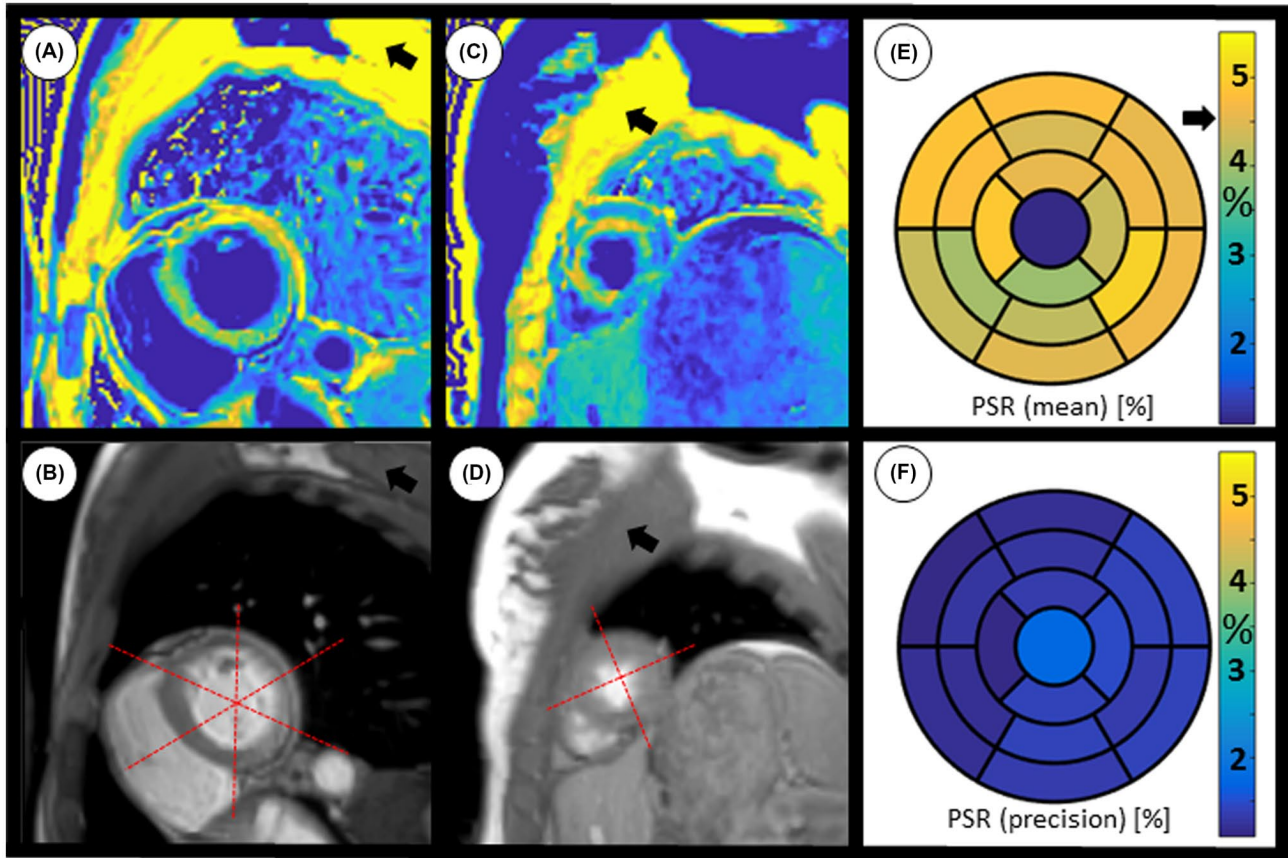 (A)
(C)
(E)
5
4
%
3
2
PSR (mean) [%]
(B)
(D)
(F)
5
4
%
3
2
PSR (precision) [%]